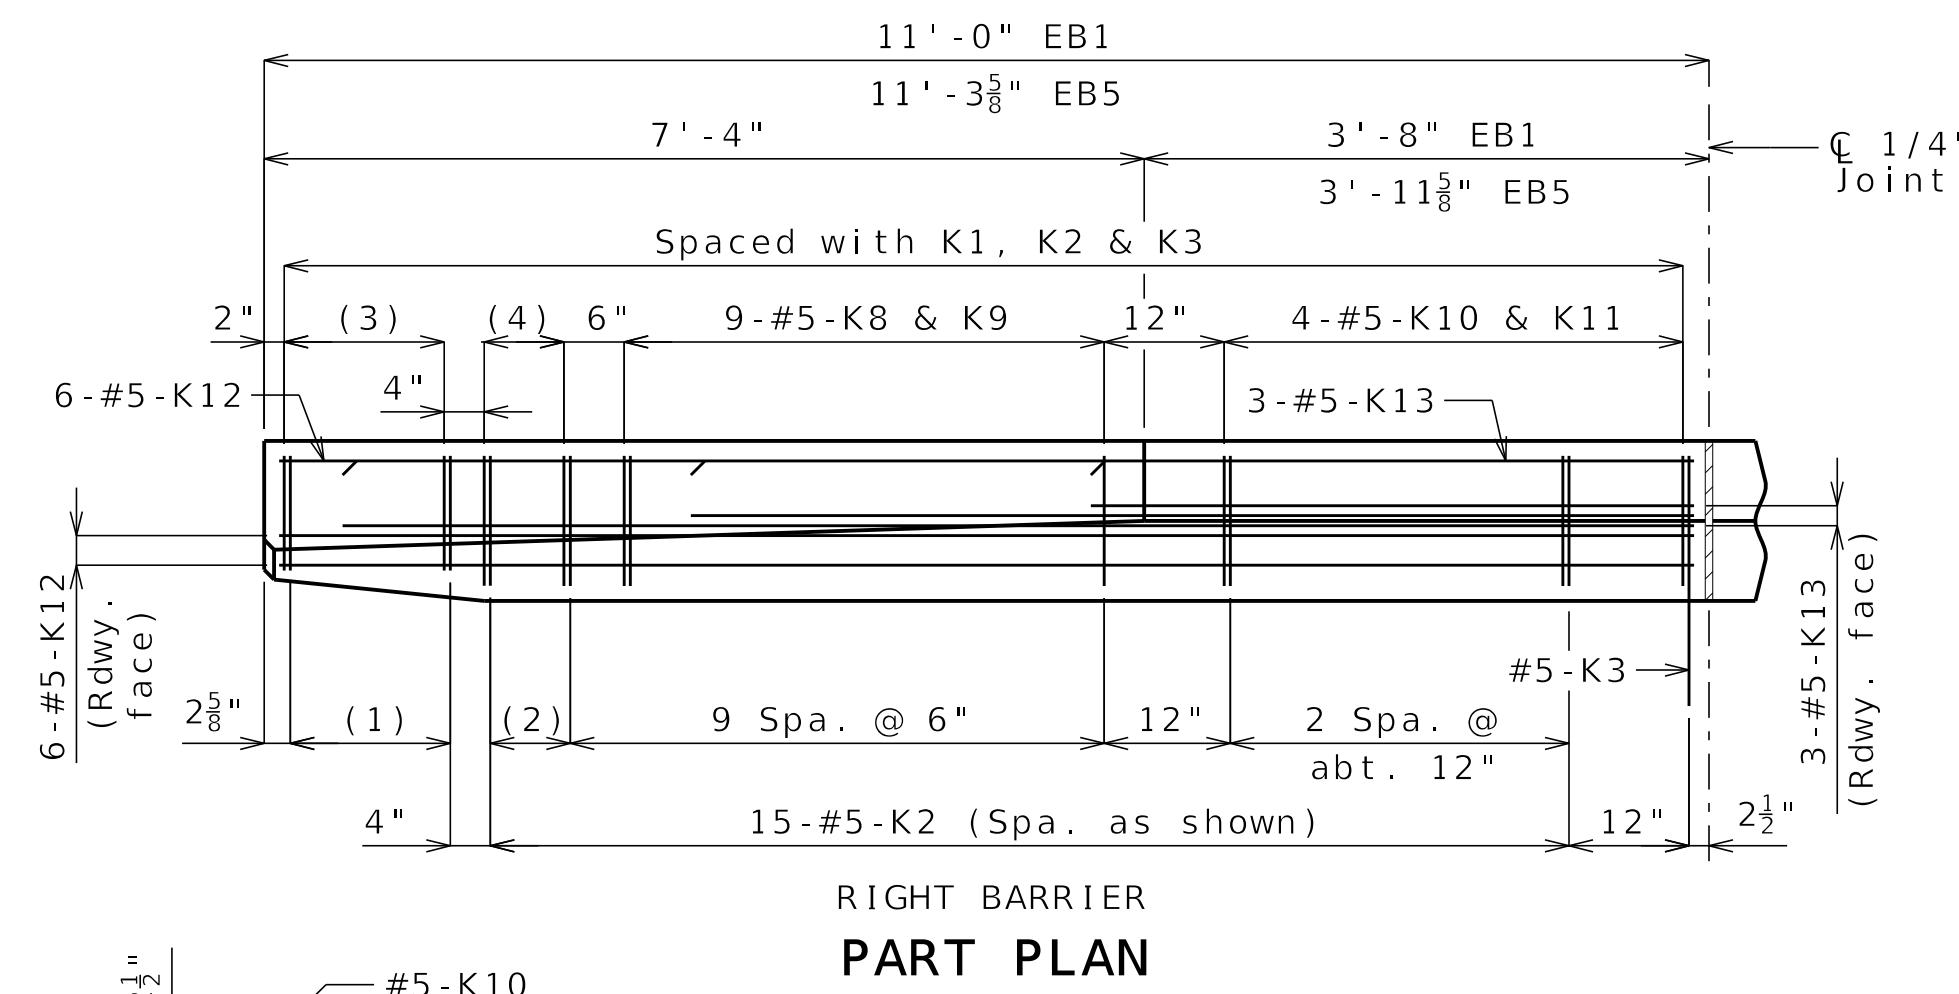 11'-0" EB1
11'-3⅝" EB5
7'-4"
3'-8" EB1
3'-11⅝" EB5
℄ 1/4"
Joint
Spaced with K1, K2 & K3
2"
(3)
(4)
6"
9-#5-K8 & K9
12"
4-#5-K10 & K11
6-#5-K12
4"
3-#5-K13
6-#5-K12
(Rdwy.
face)
3-#5-K13
(Rdwy. face)
#5-K3
2⅝"
(1)
(2)
9 Spa. @ 6"
12"
2 Spa. @
abt. 12"
4"
15-#5-K2 (Spa. as shown)
12"
2½"
RIGHT BARRIER
PART PLAN
#5-K10